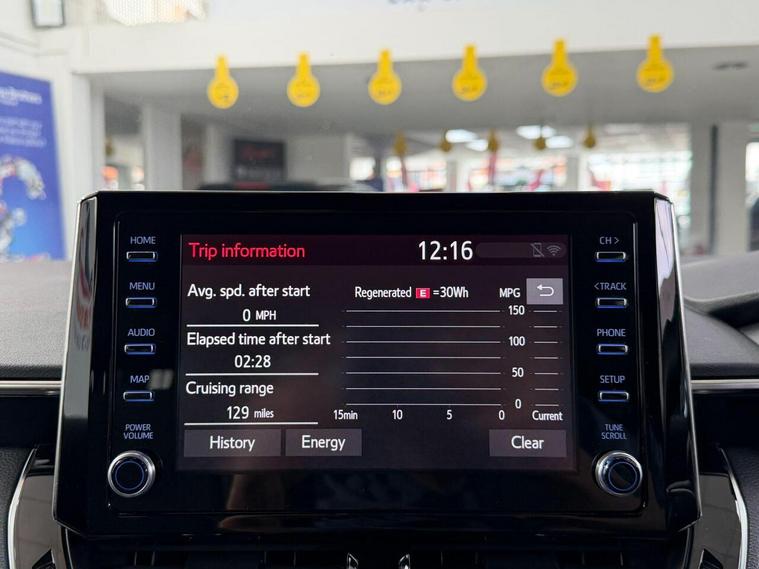 HOME
MENU
AUDIO
MAP
POWER
VOLUME
Trip information
12:16
Avg. spd. after start
0 MPH
Elapsed time after start
02:28
Cruising range
129 miles
Regenerated E =30Wh
MPG
150
100
50
0
15min 10 5 0 Current
History
Energy
Clear
CH >
< TRACK
PHONE
SETUP
TUNE
SCROLL